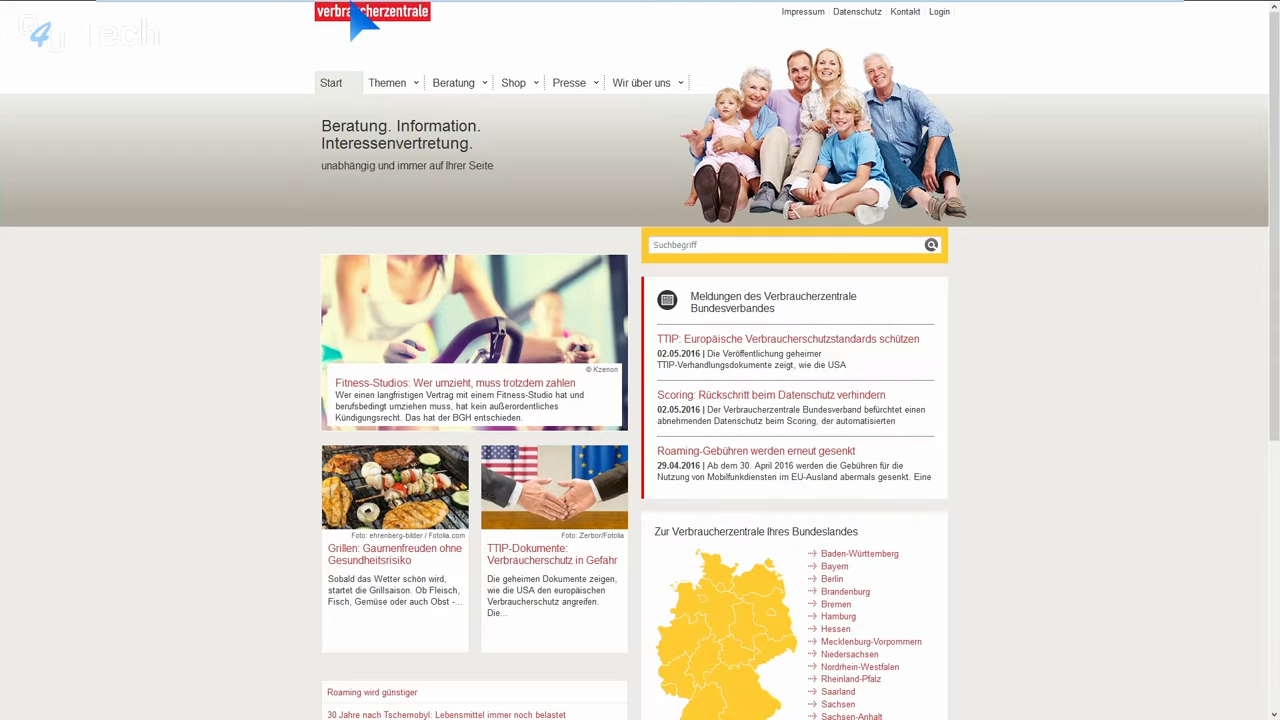 verbraucherzentrale
Impressum
Datenschutz
Kontakt
Login
Q4U Tech
Start
Themen
Beratung
Shop
Presse
Wir über uns
Beratung. Information.
Interessenvertretung.
unabhängig und immer auf Ihrer Seite
Suchbegriff
© Kzenon
Fitness-Studios: Wer umzieht, muss trotzdem zahlen
Wer einen langfristigen Vertrag mit einem Fitness-Studio hat und
berufsbedingt umziehen muss, hat kein außerordentliches
Kündigungsrecht. Das hat der BGH entschieden.
Meldungen des Verbraucherzentrale
Bundesverbandes
TTIP: Europäische Verbraucherschutzstandards schützen
02.05.2016 | Die Veröffentlichung geheimer
TTIP-Verhandlungsdokumente zeigt, wie die USA
Scoring: Rückschritt beim Datenschutz verhindern
02.05.2016 | Der Verbraucherzentrale Bundesverband befürchtet einen
abnehmenden Datenschutz beim Scoring, der automatisierten
Roaming-Gebühren werden erneut gesenkt
29.04.2016 | Ab dem 30. April 2016 werden die Gebühren für die
Nutzung von Mobilfunkdiensten im EU-Ausland abermals gesenkt. Eine
Foto: ehrenberg-bilder / Fotolia.com
Grillen: Gaumenfreuden ohne
Gesundheitsrisiko
Sobald das Wetter schön wird,
startet die Grillsaison. Ob Fleisch,
Fisch, Gemüse oder auch Obst -...
Foto: Zerbor/Fotolia
TTIP-Dokumente:
Verbraucherschutz in Gefahr
Die geheimen Dokumente zeigen,
wie die USA den europäischen
Verbraucherschutz angreifen.
Die...
Zur Verbraucherzentrale Ihres Bundeslandes
Baden-Württemberg
Bayern
Berlin
Brandenburg
Bremen
Hamburg
Hessen
Mecklenburg-Vorpommern
Niedersachsen
Nordrhein-Westfalen
Rheinland-Pfalz
Saarland
Sachsen
Sachsen-Anhalt
Roaming wird günstiger
30 Jahre nach Tschernobyl: Lebensmittel immer noch belastet